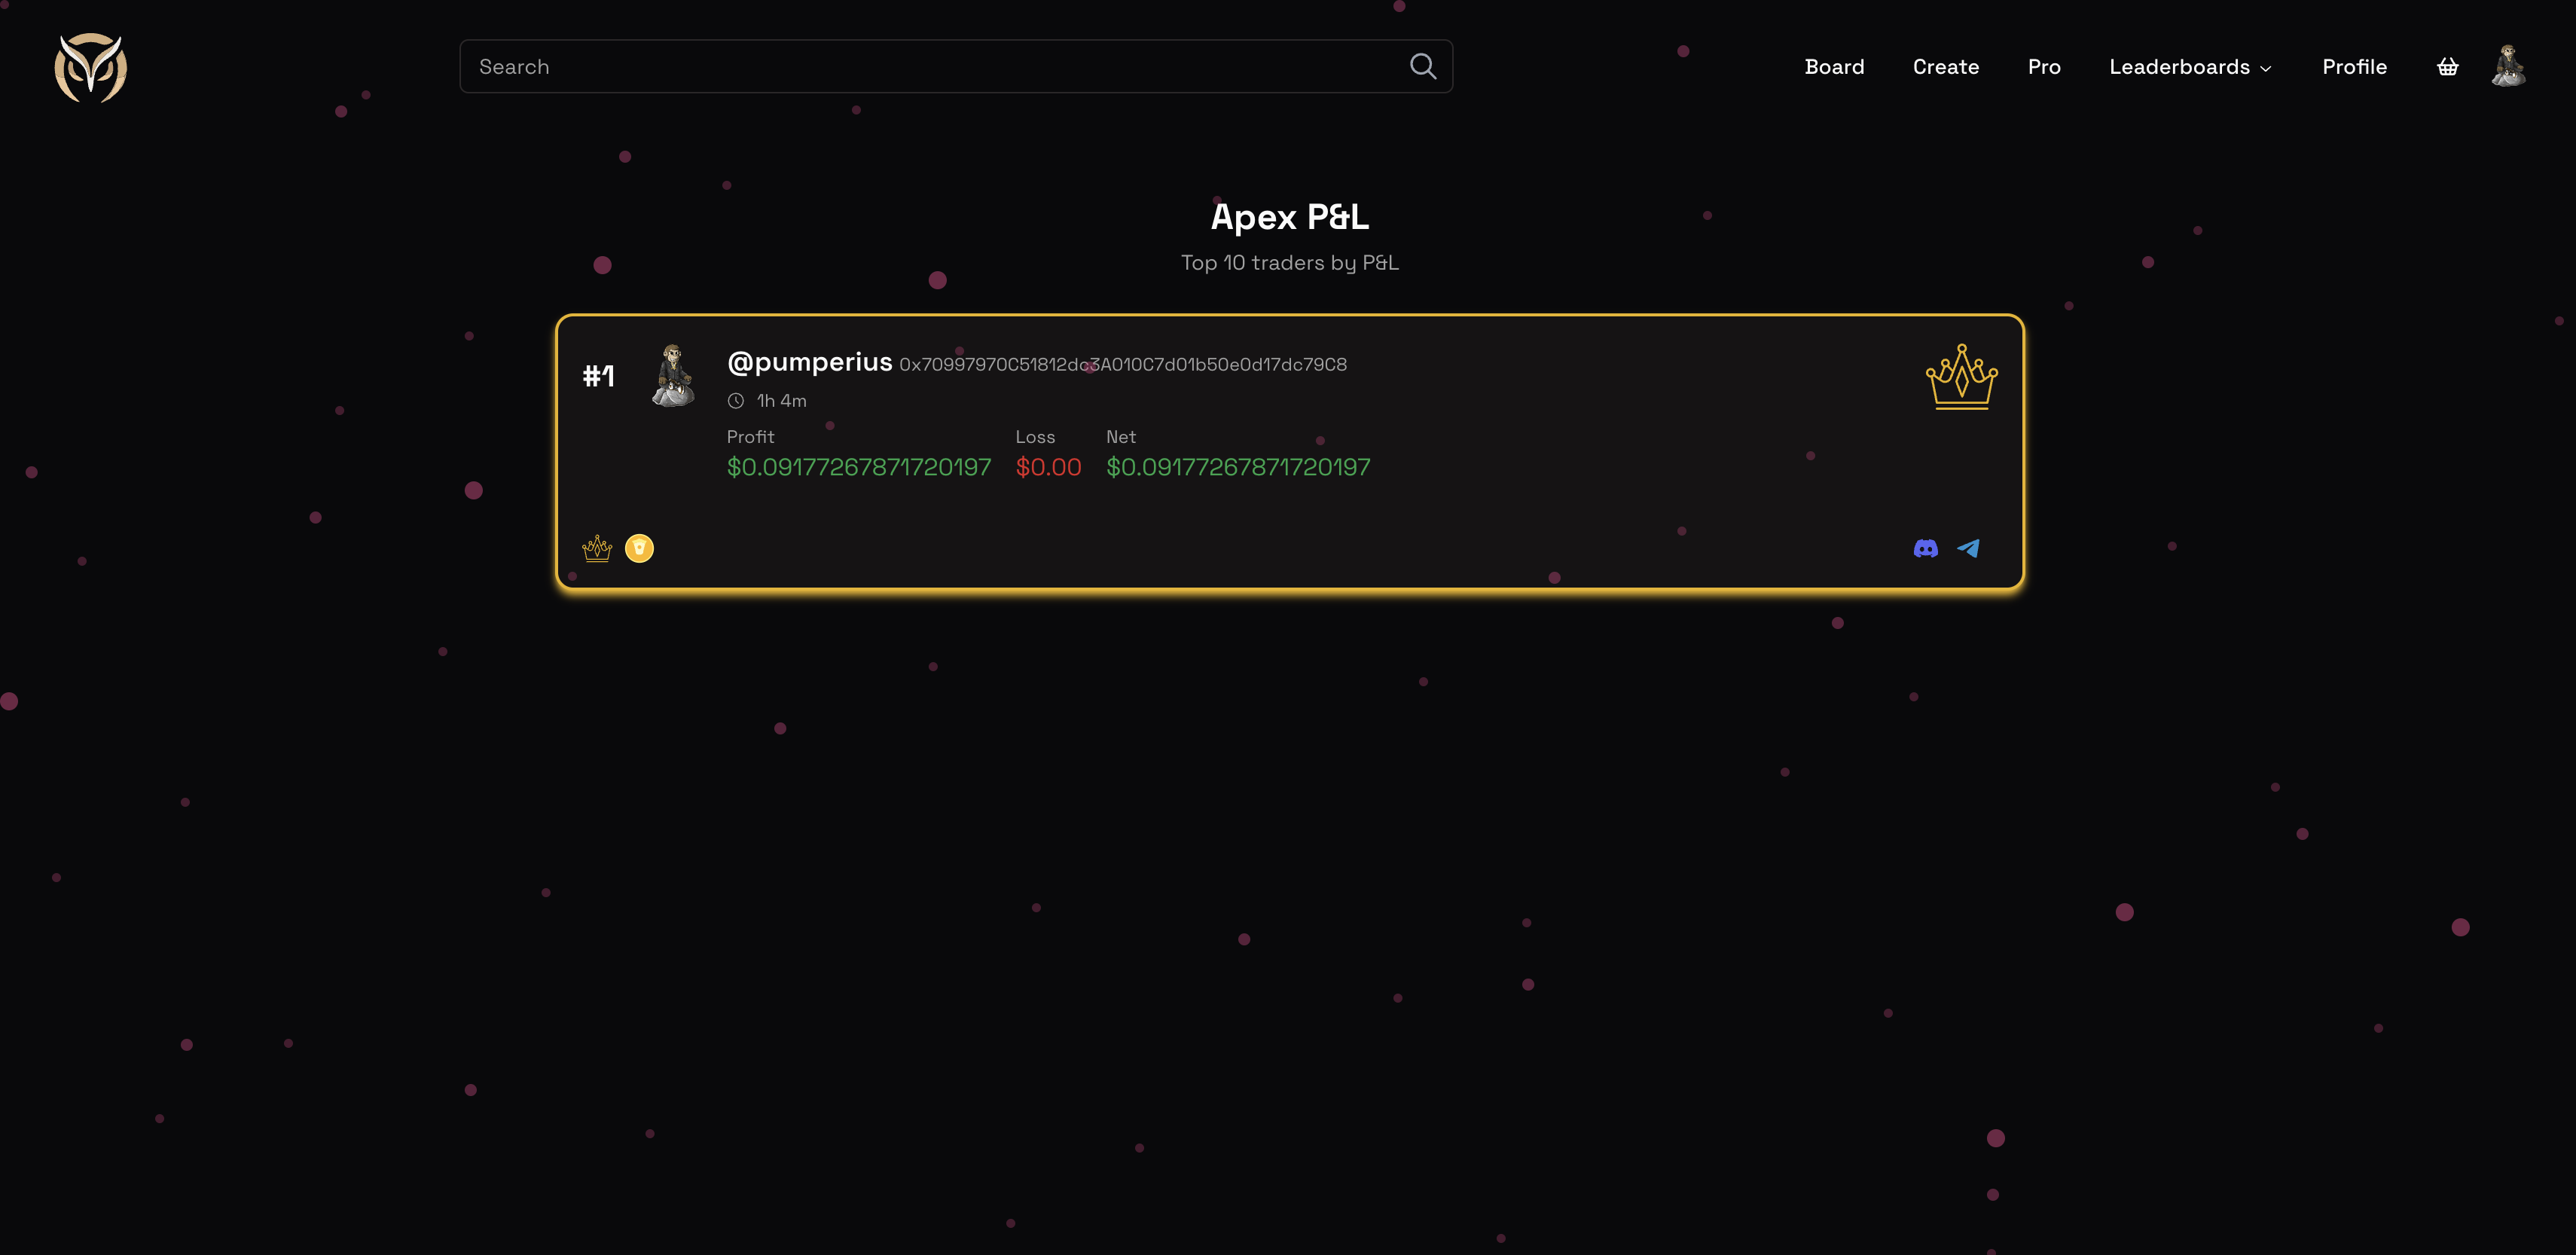 Search
Board Create Pro Leaderboards Profile
Apex P&L
Top 10 traders by P&L
#1
@pumperius 0x70997970C51812dc3A010C7d01b50e0d17dc79C8
1h 4m
Profit Loss Net
$0.09177267871720197 $0.00 $0.09177267871720197